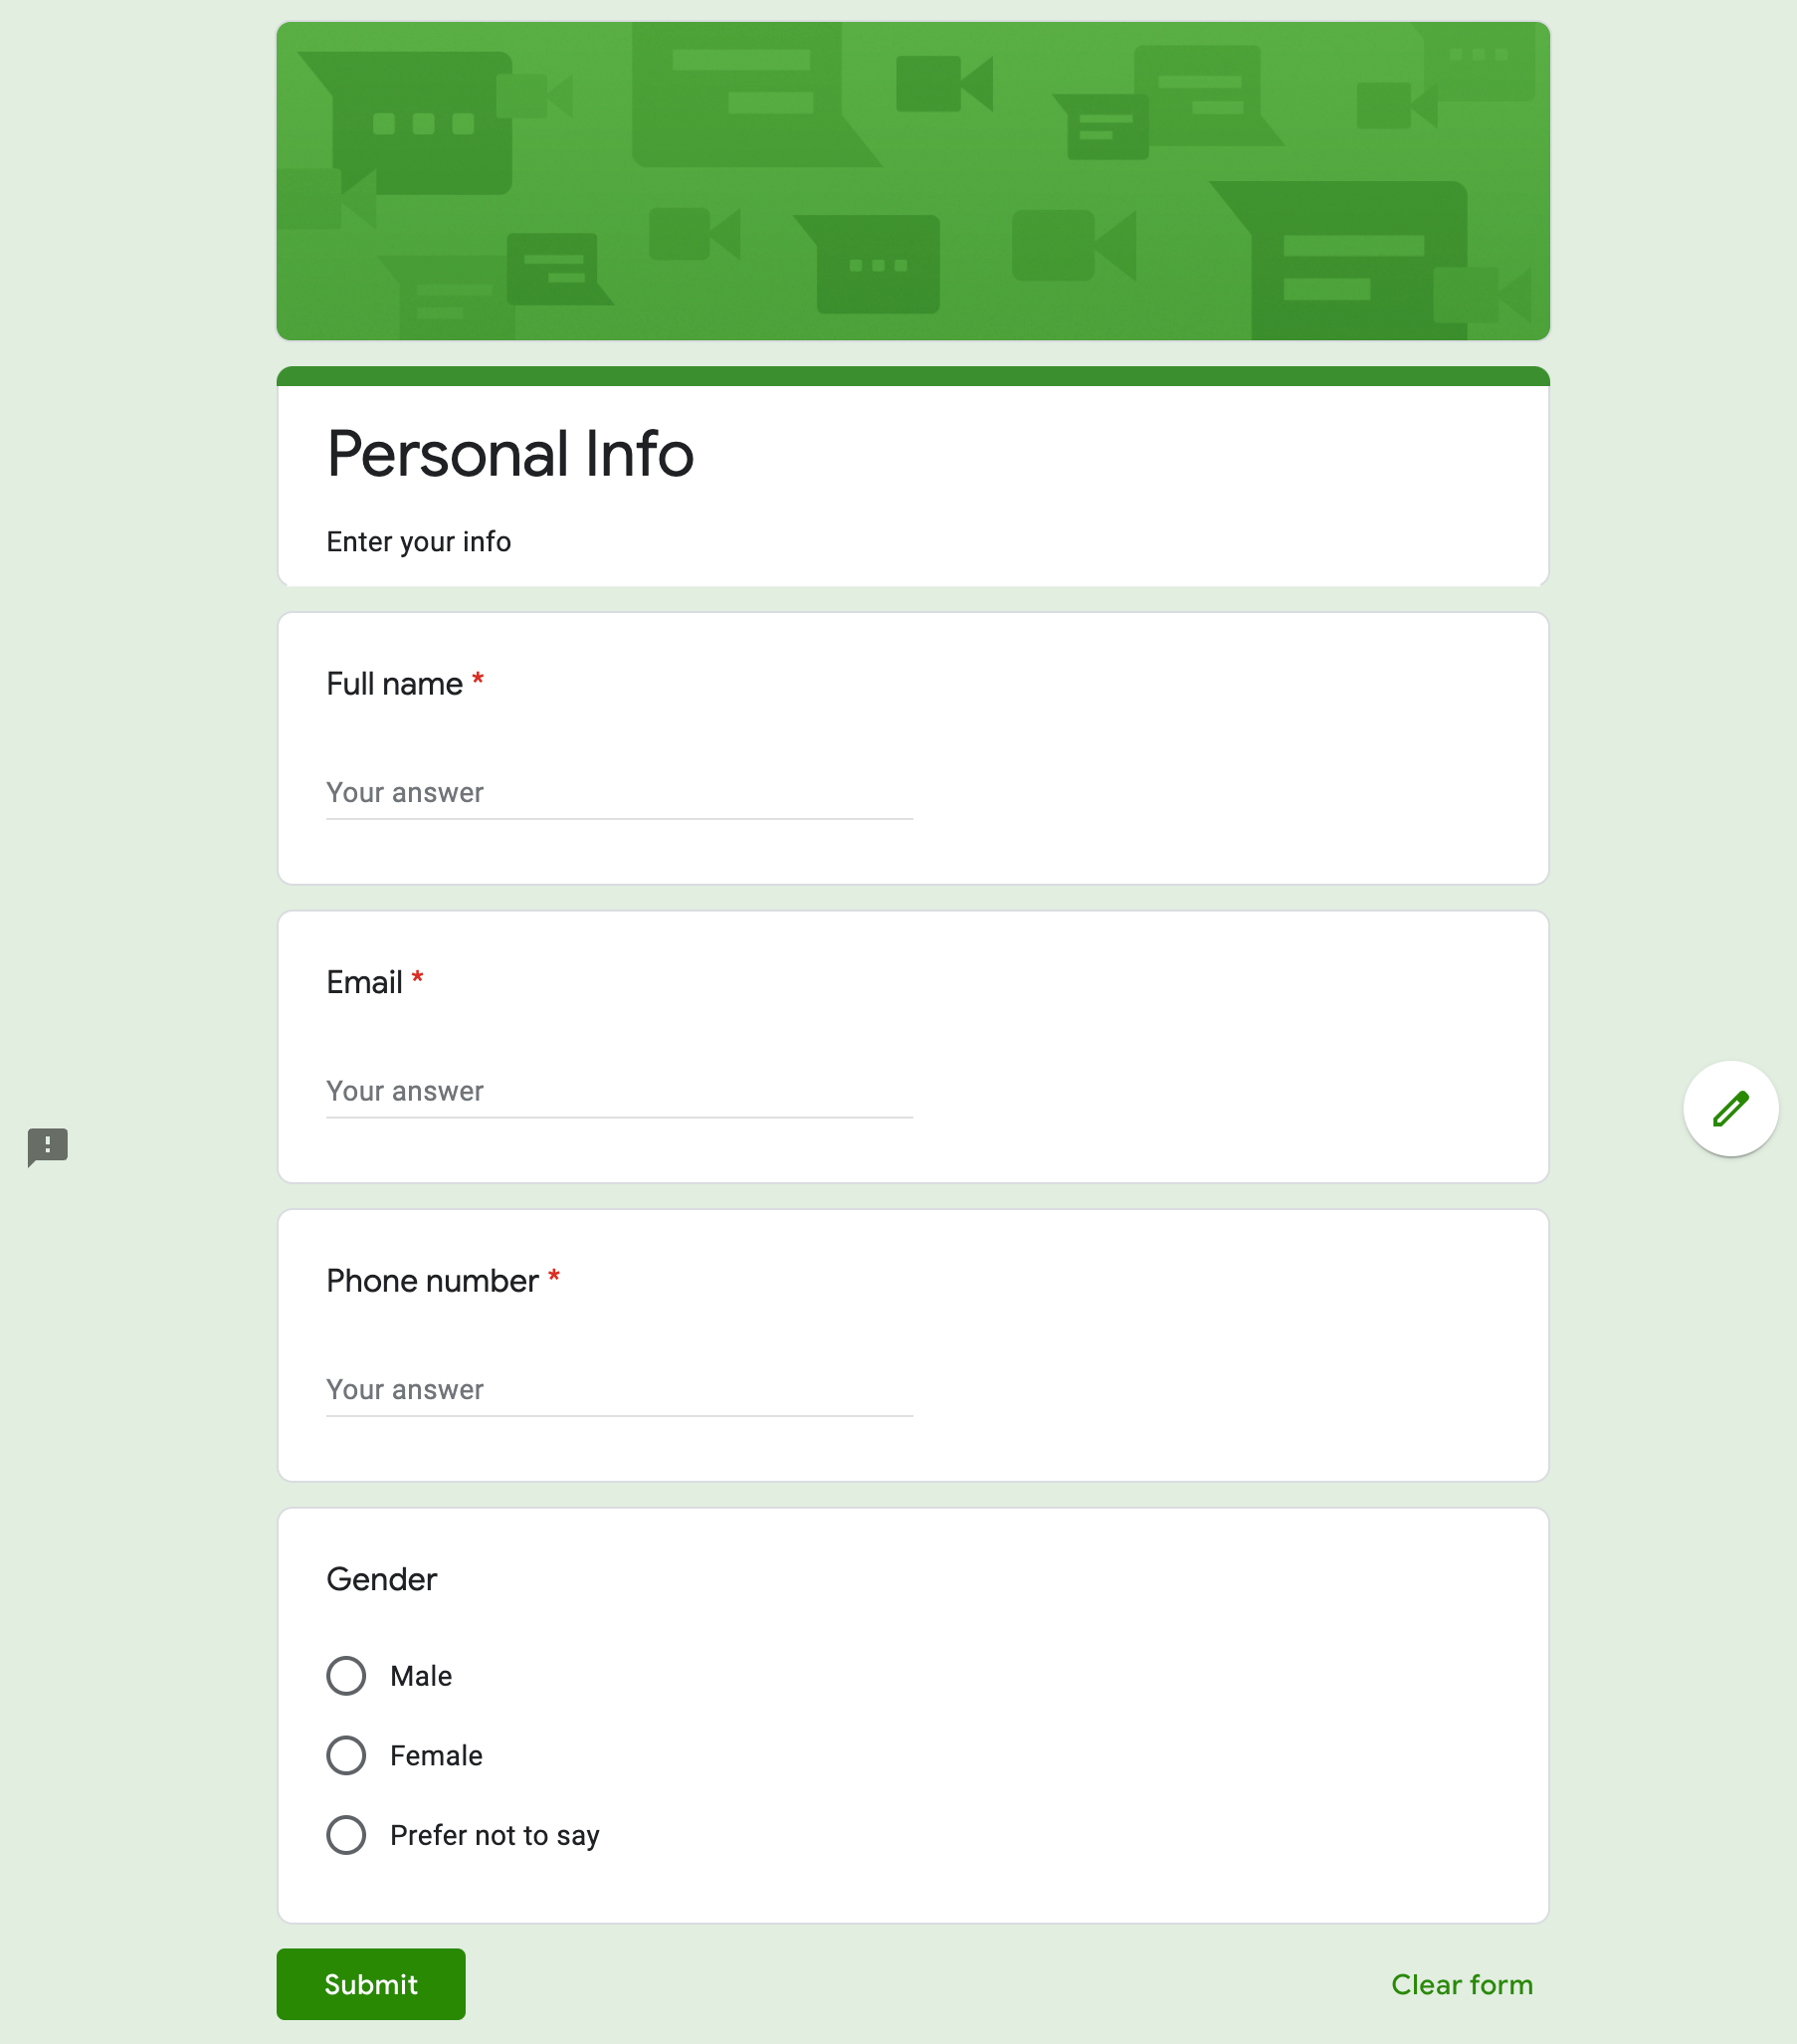 Personal Info
Enter your info
Full name *
Your answer
Email *
Your answer
Phone number *
Your answer
Gender
Male
Female
Prefer not to say
Submit
Clear form